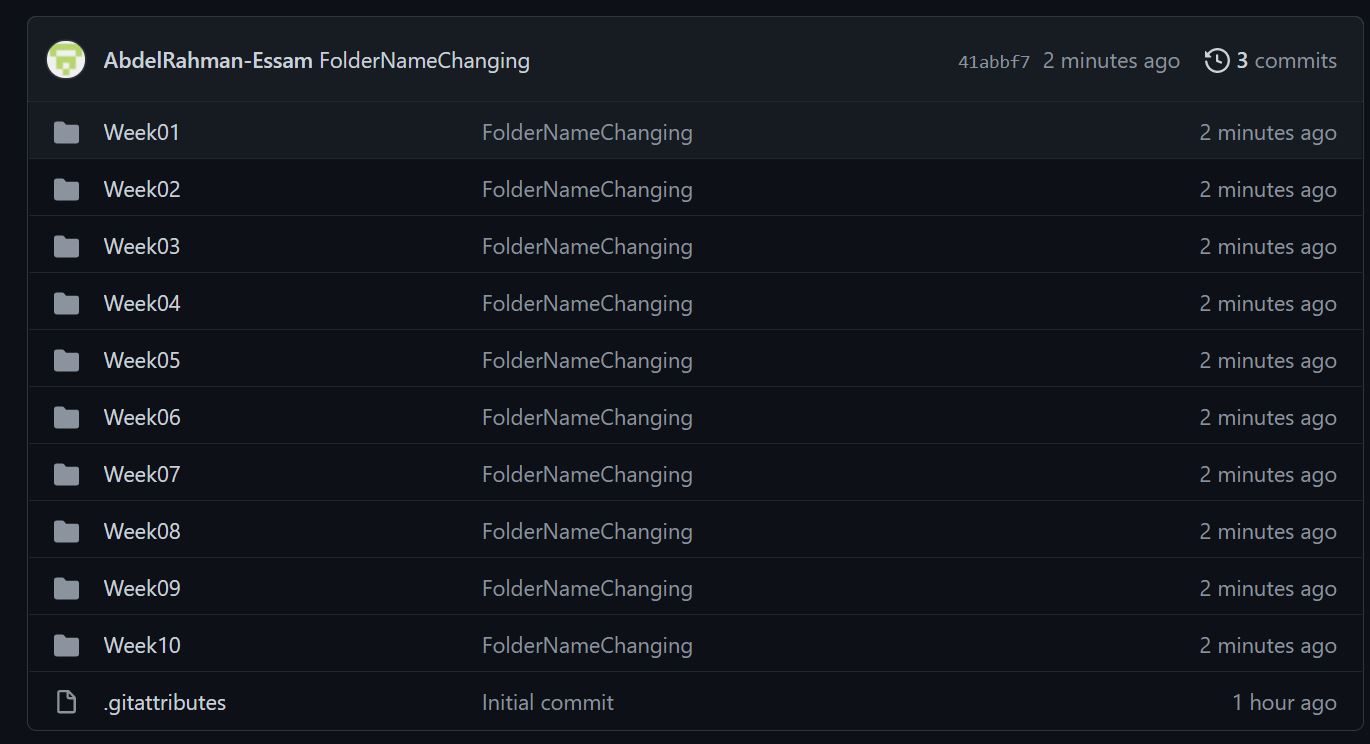 AbdelRahman-Essam FolderNameChanging 41abbf7 2 minutes ago 3 commits
Week01 FolderNameChanging 2 minutes ago
Week02 FolderNameChanging 2 minutes ago
Week03 FolderNameChanging 2 minutes ago
Week04 FolderNameChanging 2 minutes ago
Week05 FolderNameChanging 2 minutes ago
Week06 FolderNameChanging 2 minutes ago
Week07 FolderNameChanging 2 minutes ago
Week08 FolderNameChanging 2 minutes ago
Week09 FolderNameChanging 2 minutes ago
Week10 FolderNameChanging 2 minutes ago
.gitattributes Initial commit 1 hour ago